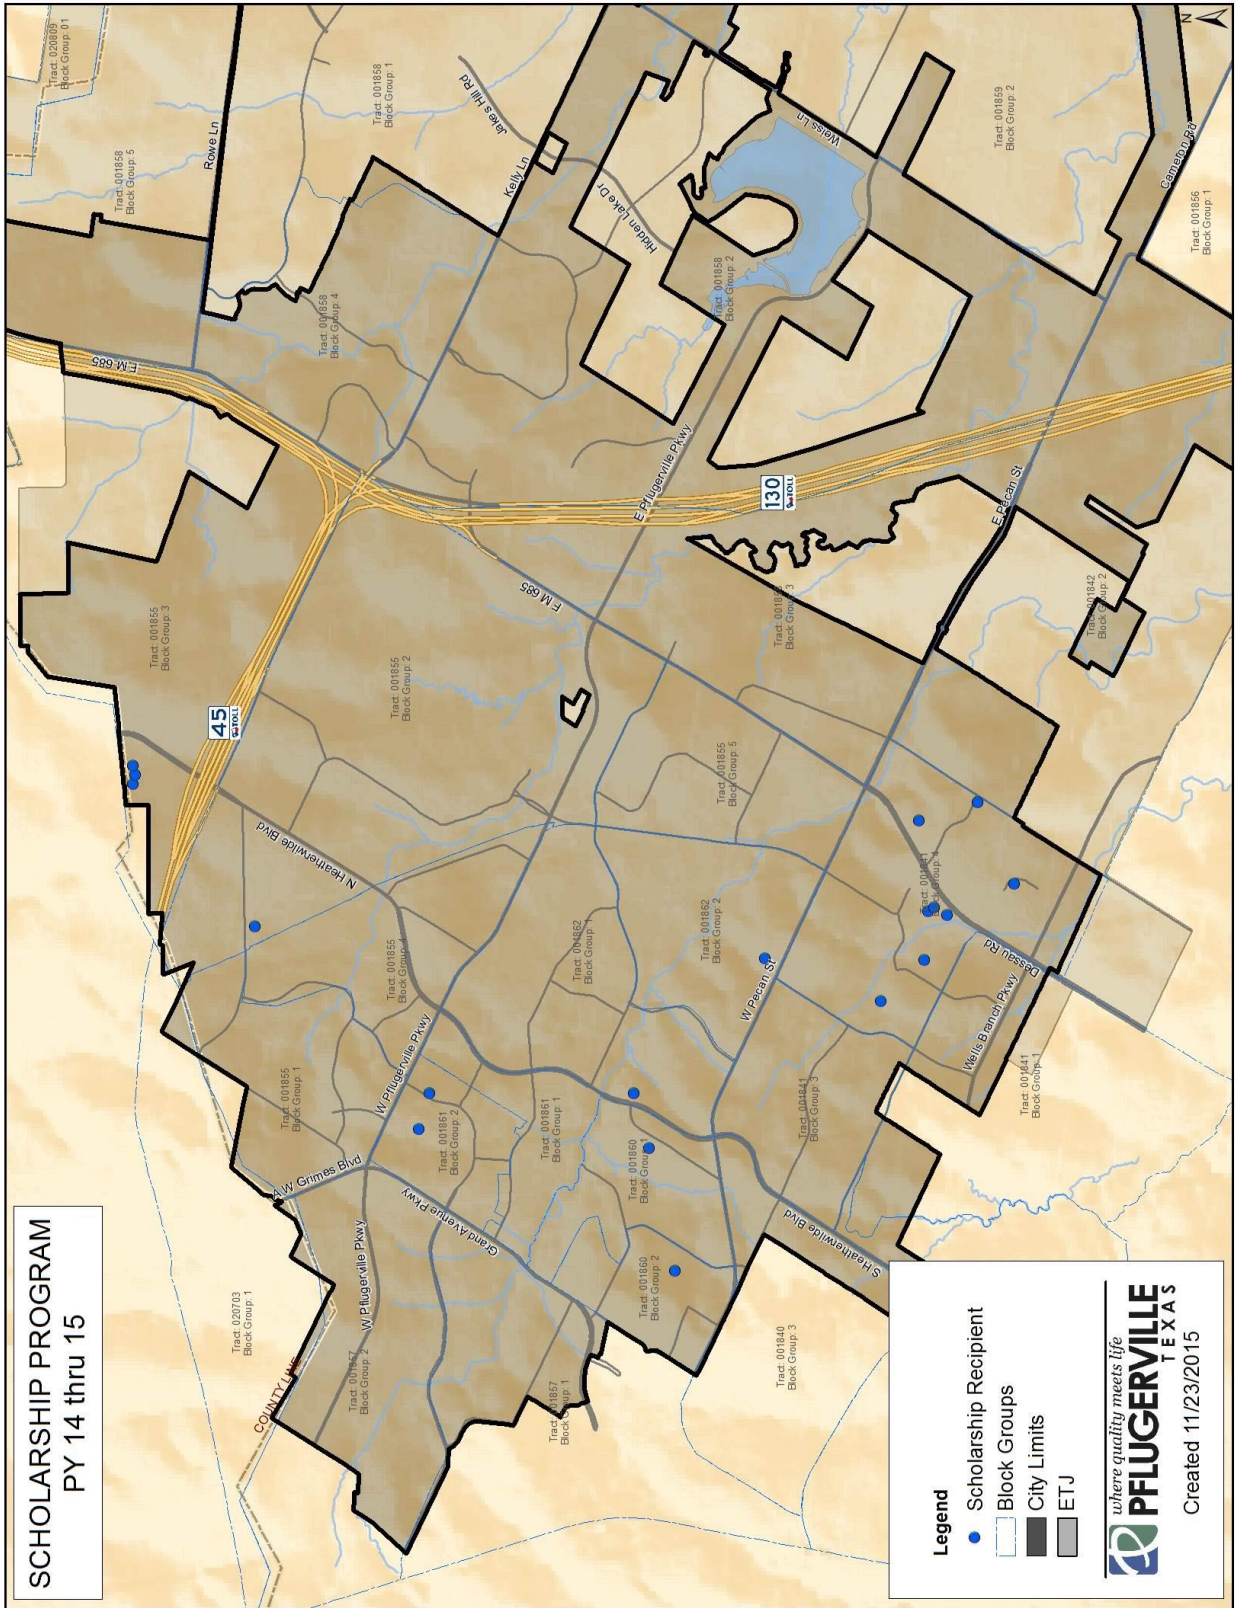 SCHOLARSHIP PROGRAM
PY 14 thru 15
Tract: 020703
Block Group: 1
COUNTY LINE
Tract: 001857
Block Group: 2
W Pflugerville Pkwy
A W Grimes Blvd
Tract: 001855
Block Group: 1
Grand Avenue Pkwy
Tract: 001857
Block Group: 1
W Pflugerville Pkwy
Tract: 001861
Block Group: 2
Tract: 001861
Block Group: 1
Tract: 001860
Block Group: 1
Tract: 001860
Block Group: 2
Tract: 001840
Block Group: 3
S Heatherwilde Blvd
Tract: 001841
Block Group: 3
Tract: 001841
Block Group: 1
Wells Branch Pkwy
Dessau Rd
Tract: 001841
Block Group: 4
W Pecan St
Tract: 001862
Block Group: 2
Tract: 001862
Block Group: 1
Tract: 001855
N Heatherwilde Blvd
45
TOLL
Tract: 001855
Block Group: 3
Tract: 001855
Block Group: 2
Tract: 001855
Block Group: 5
F M 685
E Pflugerville Pkwy
130
TOLL
Block Group: 3
E Pecan St
Tract: 001842
Block Group: 2
F M 685
Tract: 001858
Block Group: 4
Tract: 001858
Block Group: 2
Rowe Ln
Tract: 001858
Block Group: 5
Tract: 020809
Block Group: 01
Tract: 001858
Block Group: 1
Jakes Hill Rd
Kelly Ln
Hidden Lake Dr
Weiss Ln
Tract: 001859
Block Group: 2
Cameron Rd
Tract: 001856
Block Group: 1
N
Legend
Scholarship Recipient
Block Groups
City Limits
ETJ
where quality meets life
PFLUGERVILLE
TEXAS
Created 11/23/2015